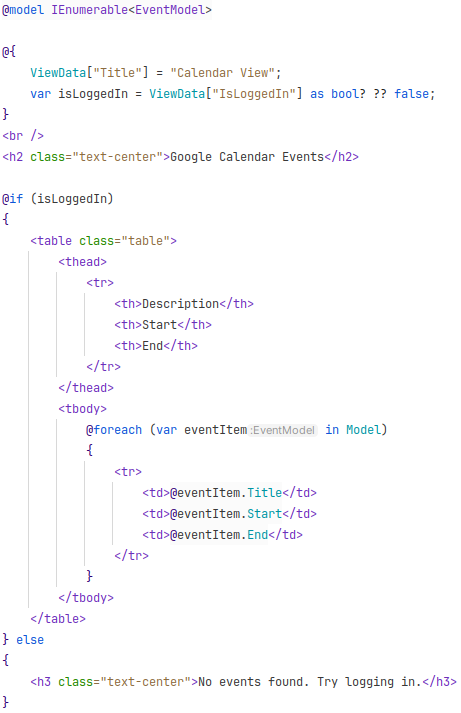 @model IEnumerable<EventModel>

@{
    ViewData["Title"] = "Calendar View";
    var isLoggedIn = ViewData["IsLoggedIn"] as bool? ?? false;
}
<br />
<h2 class="text-center">Google Calendar Events</h2>

@if (isLoggedIn)
{
    <table class="table">
        <thead>
            <tr>
                <th>Description</th>
                <th>Start</th>
                <th>End</th>
            </tr>
        </thead>
        <tbody>
            @foreach (var eventItem :EventModel in Model)
            {
                <tr>
                    <td>@eventItem.Title</td>
                    <td>@eventItem.Start</td>
                    <td>@eventItem.End</td>
                </tr>
            }
        </tbody>
    </table>
} else
{
    <h3 class="text-center">No events found. Try logging in.</h3>
}